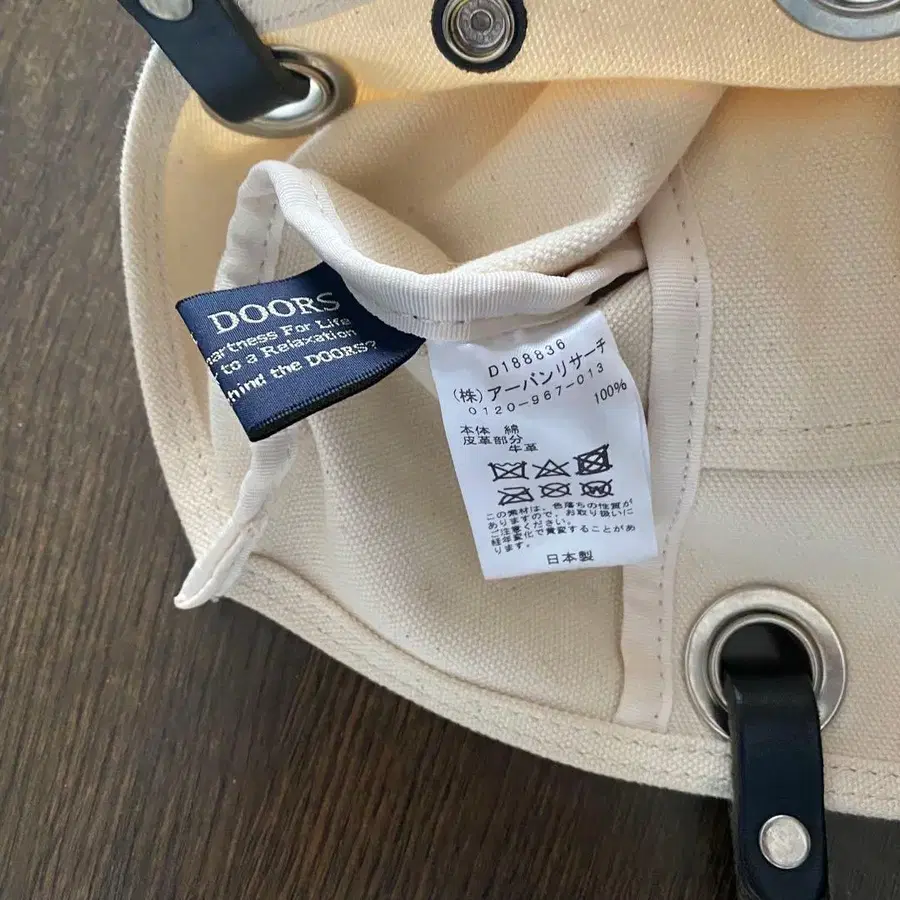 DOORS
artness For Life
to a Relaxation
hind the DOORS?
D188836
(株)アーバンリサーチ
0120-967-013
100%
本体 綿
皮革部分
牛革
この素材は、色落ちの性質が
ありますので、お取り扱いに
ご注意ください。
経年変化で黄変することがあ
ります。
日本製